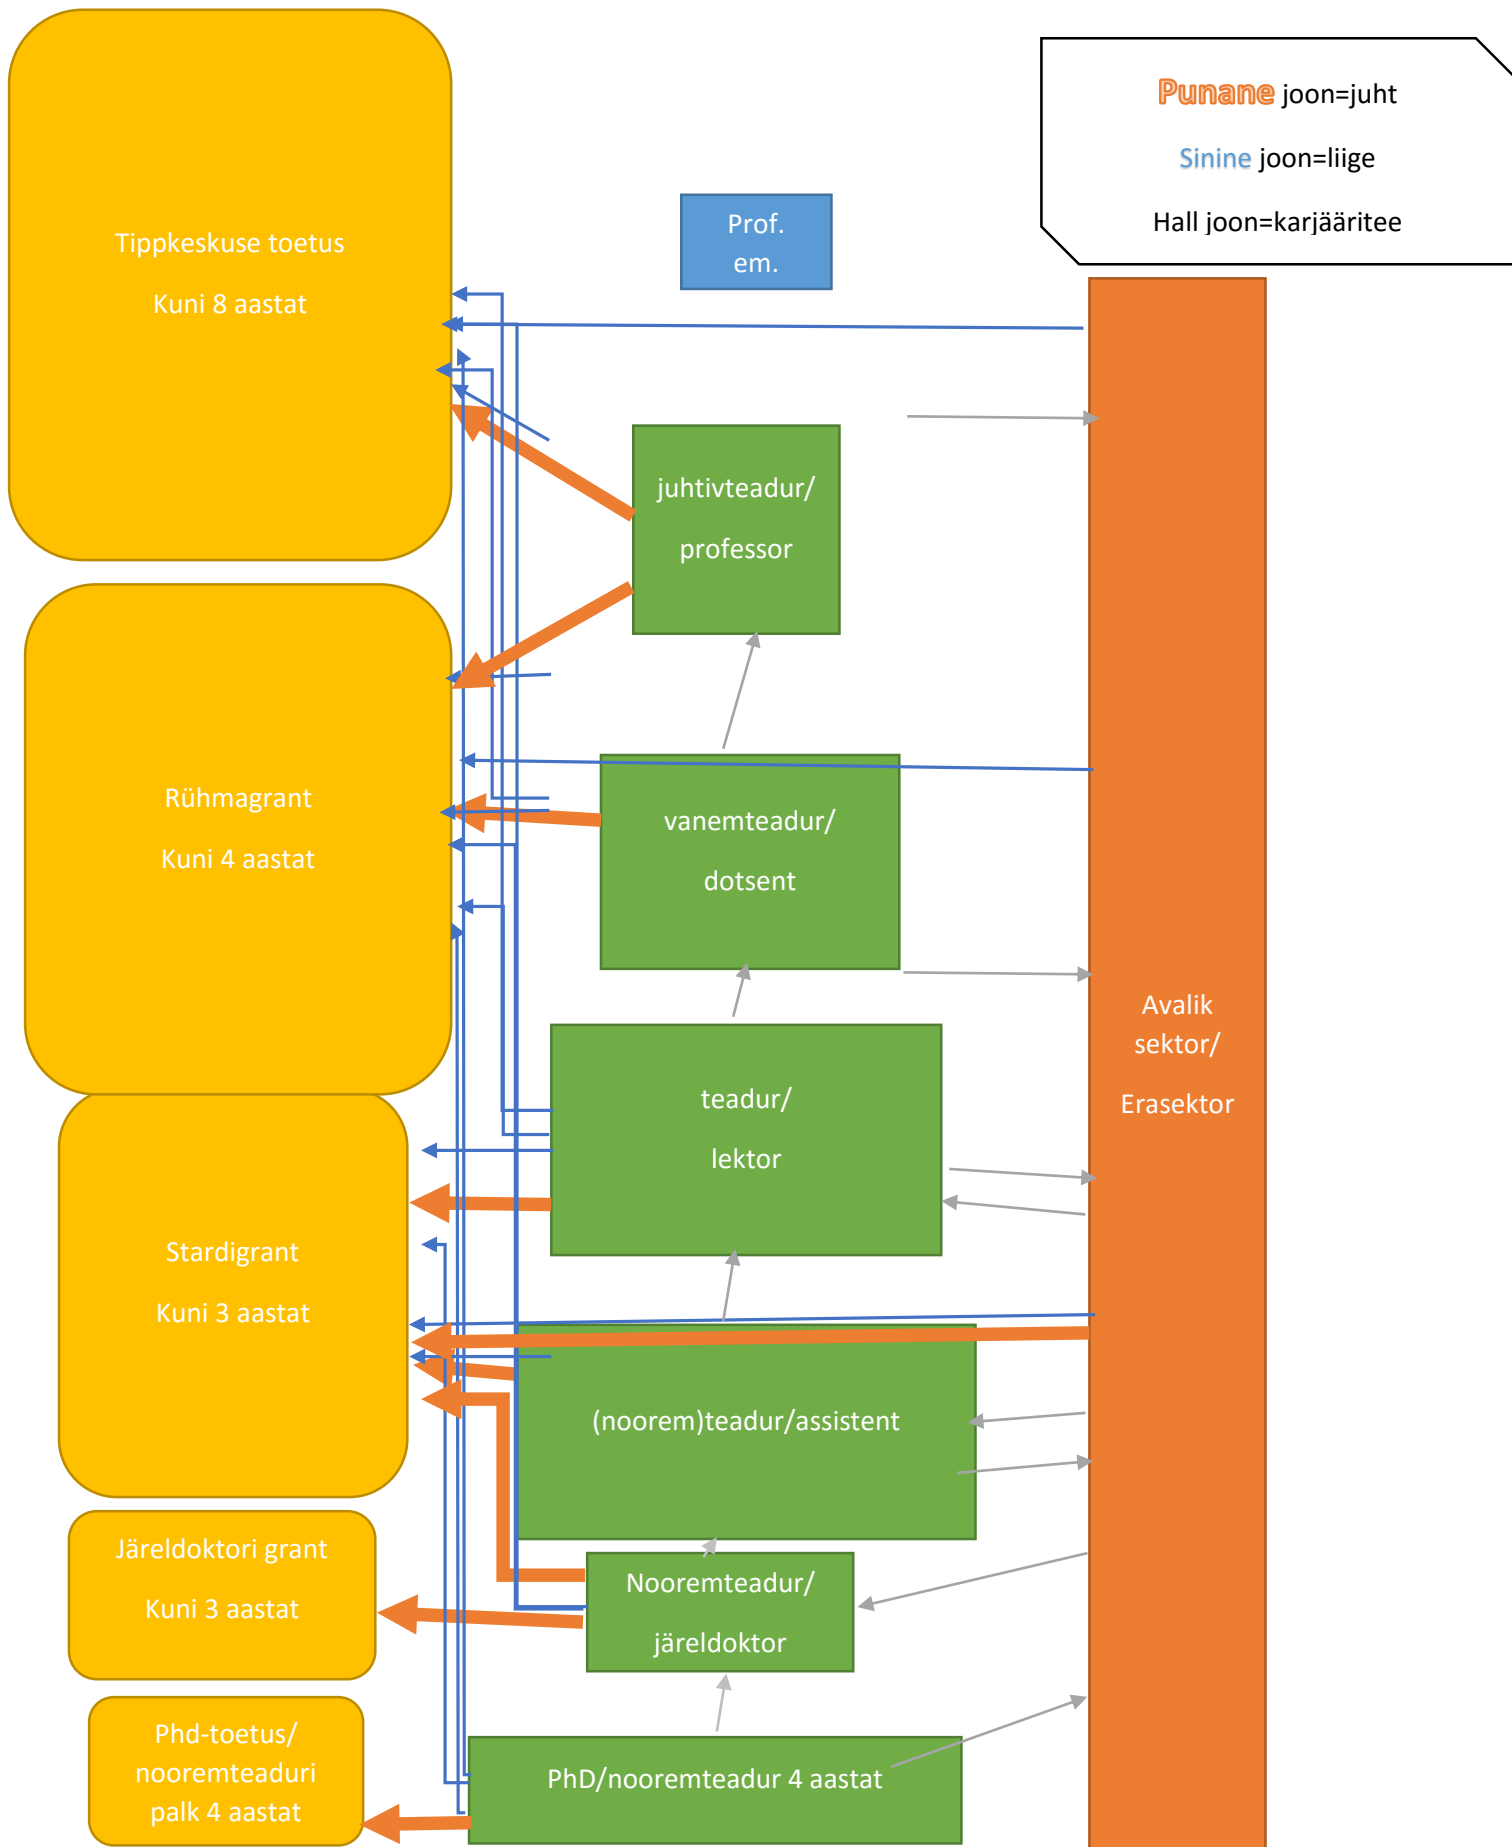 Punane joon=juht
Sinine joon=liige
Hall joon=karjääritee
Prof.
em.
Tippkeskuse toetus
Kuni 8 aastat
juhtivteadur/
professor
Rühmagrant
Kuni 4 aastat
vanemteadur/
dotsent
Avalik
sektor/
Erasektor
teadur/
lektor
Stardigrant
Kuni 3 aastat
(noorem)teadur/assistent
Järeldoktori grant
Kuni 3 aastat
Nooremteadur/
järeldoktor
Phd-toetus/
nooremteaduri
palk 4 aastat
PhD/nooremteadur 4 aastat